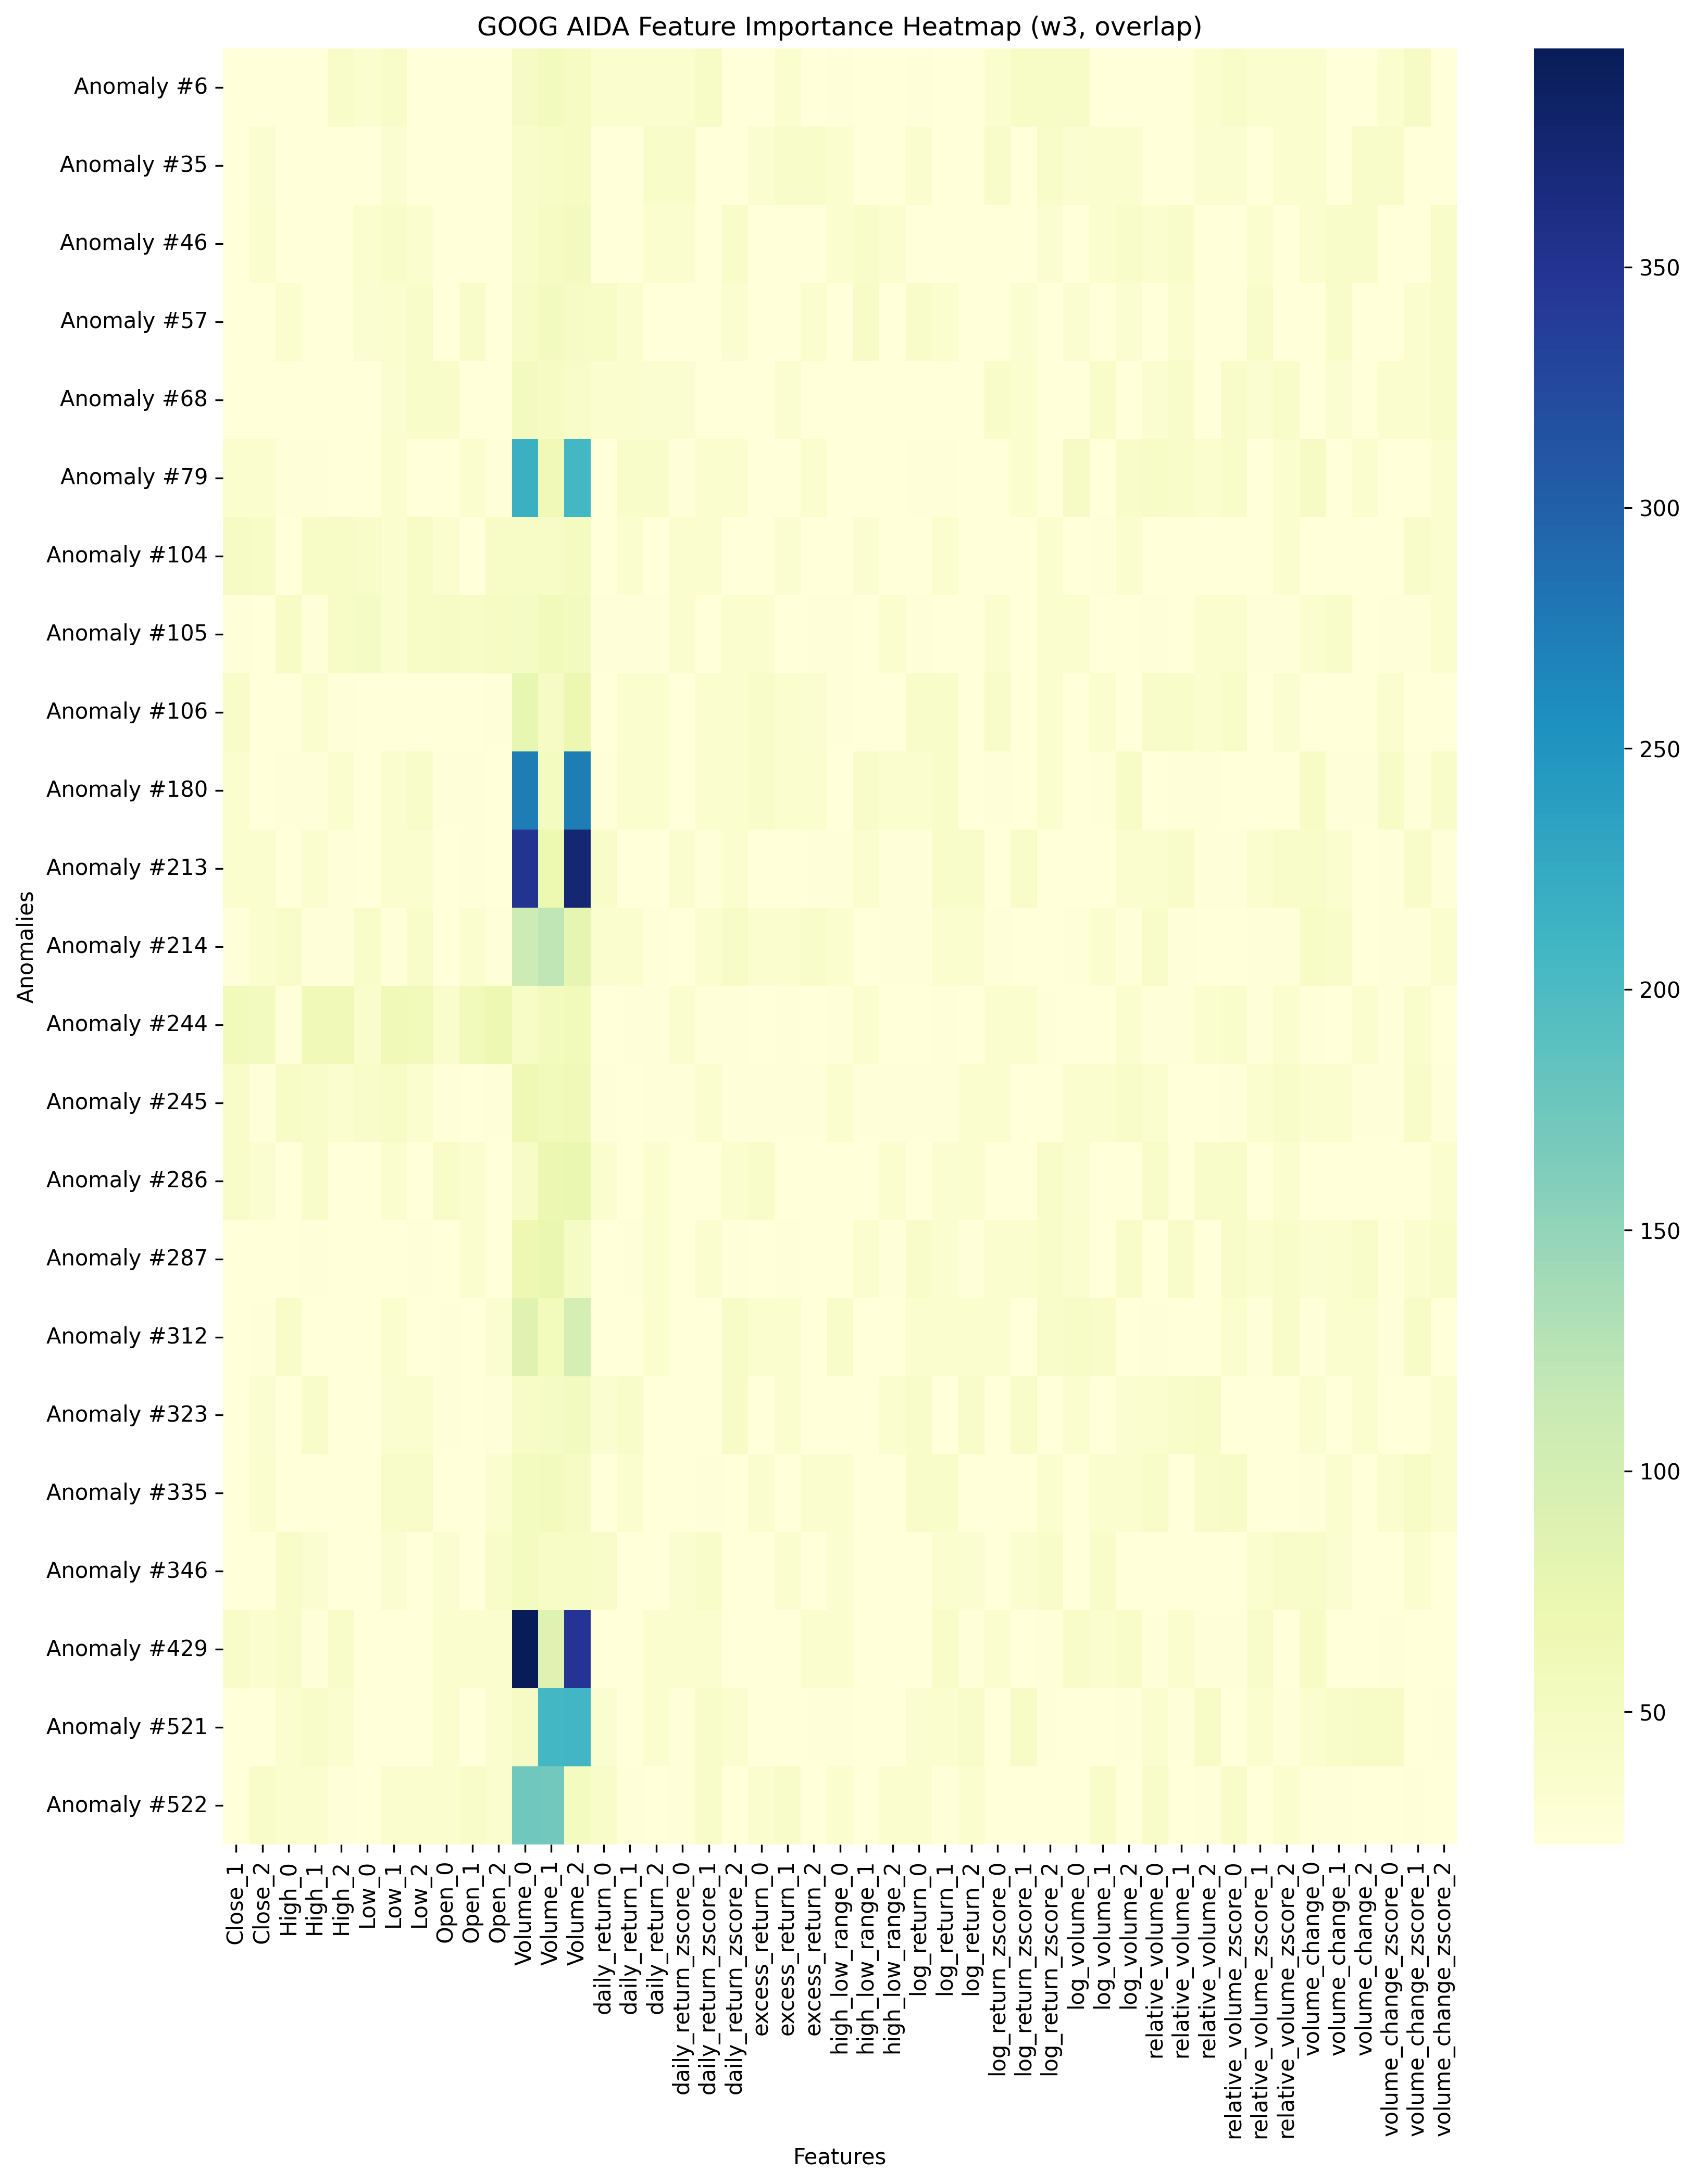 GOOG AIDA Feature Importance Heatmap (w3, overlap)
Anomalies
Anomaly #6
Anomaly #35
Anomaly #46
Anomaly #57
Anomaly #68
Anomaly #79
Anomaly #104
Anomaly #105
Anomaly #106
Anomaly #180
Anomaly #213
Anomaly #214
Anomaly #244
Anomaly #245
Anomaly #286
Anomaly #287
Anomaly #312
Anomaly #323
Anomaly #335
Anomaly #346
Anomaly #429
Anomaly #521
Anomaly #522
Close_1
Close_2
High_0
High_1
High_2
Low_0
Low_1
Low_2
Open_0
Open_1
Open_2
Volume_0
Volume_1
Volume_2
daily_return_0
daily_return_1
daily_return_2
daily_return_zscore_0
daily_return_zscore_1
daily_return_zscore_2
excess_return_0
excess_return_1
excess_return_2
high_low_range_0
high_low_range_1
high_low_range_2
log_return_0
log_return_1
log_return_2
log_return_zscore_0
log_return_zscore_1
log_return_zscore_2
log_volume_0
log_volume_1
log_volume_2
relative_volume_0
relative_volume_1
relative_volume_2
relative_volume_zscore_0
relative_volume_zscore_1
relative_volume_zscore_2
volume_change_0
volume_change_1
volume_change_2
volume_change_zscore_0
volume_change_zscore_1
volume_change_zscore_2
Features
350
300
250
200
150
100
50